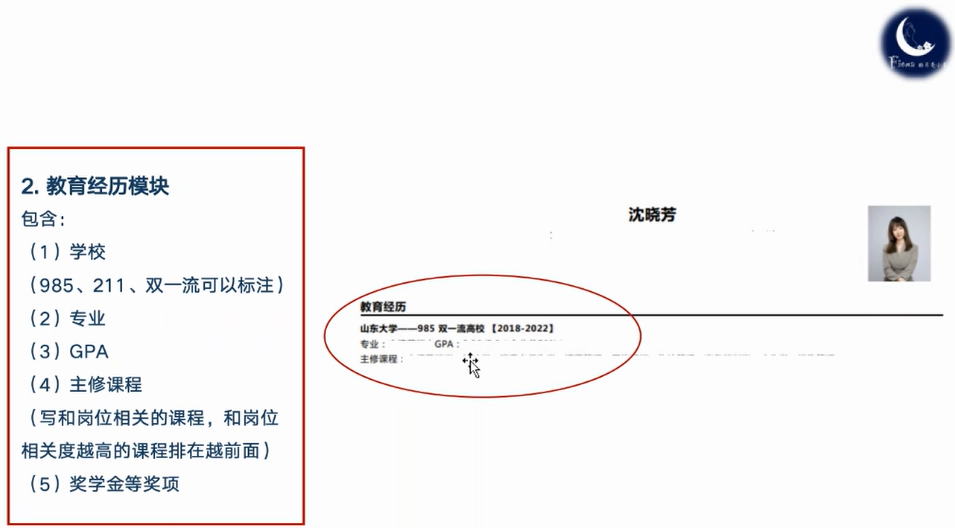 Fiona
2. 教育经历模块
包含：
（1）学校
（985、211、双一流可以标注）
（2）专业
（3）GPA
（4）主修课程
（写和岗位相关的课程，和岗位
相关度越高的课程排在越前面）
（5）奖学金等奖项
沈晓芳
教育经历
山东大学——985 双一流高校 【2018-2022】
专业： GPA：
主修课程：